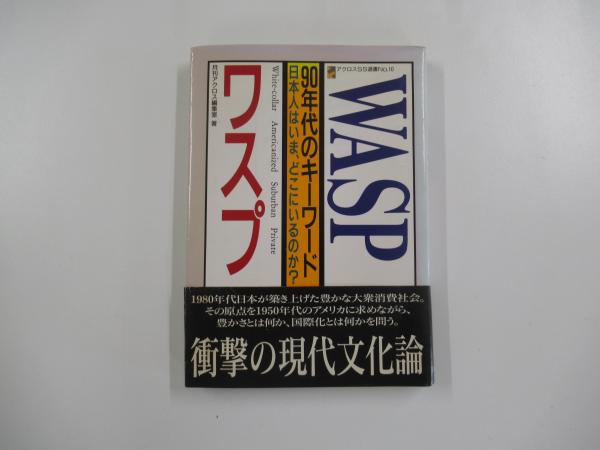 アクロスSS選書No.10
WASP
90年代のキーワード
日本人はいま、どこにいるのか?
White-collar Americanized Suburban Private
ワスプ
月刊アクロス編集室 著
1980年代日本が築き上げた豊かな大衆消費社会。
その原点を1950年代のアメリカに求めながら、
豊かさとは何か、国際化とは何かを問う。
衝撃の現代文化論